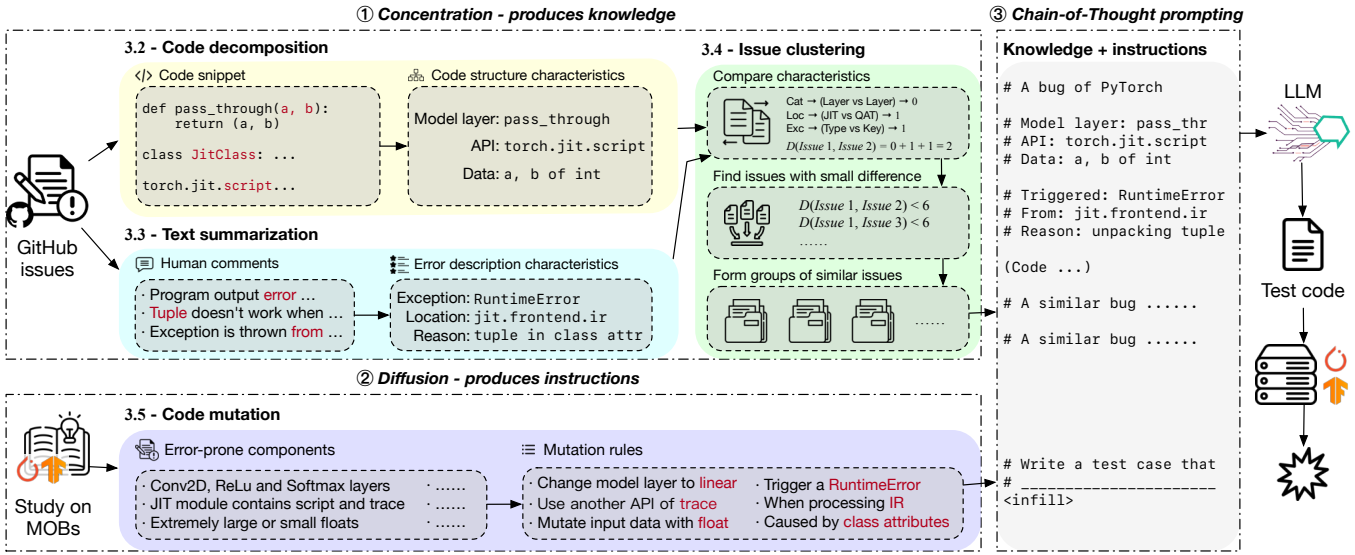 ① Concentration - produces knowledge
3.2 - Code decomposition
</> Code snippet
def pass_through(a, b):
return (a, b)
class JitClass: ...
torch.jit.script...
Code structure characteristics
Model layer: pass_through
API: torch.jit.script
Data: a, b of int
GitHub
issues
3.3 - Text summarization
Human comments
· Program output error ...
· Tuple doesn't work when ...
· Exception is thrown from ...
Error description characteristics
Exception: RuntimeError
Location: jit.frontend.ir
Reason: tuple in class attr
3.4 - Issue clustering
Compare characteristics
Cat → (Layer vs Layer) → 0
Loc → (JIT vs QAT) → 1
Exc → (Type vs Key) → 1
D(Issue 1, Issue 2) = 0 + 1 + 1 = 2
Find issues with small difference
D(Issue 1, Issue 2) < 6
D(Issue 1, Issue 3) < 6
......
Form groups of similar issues
......
② Diffusion - produces instructions
3.5 - Code mutation
Study on
MOBs
Error-prone components
· Conv2D, ReLu and Softmax layers · ......
· JIT module contains script and trace · ......
· Extremely large or small floats · ......
Mutation rules
· Change model layer to linear · Trigger a RuntimeError
· Use another API of trace · When processing IR
· Mutate input data with float · Caused by class attributes
③ Chain-of-Thought prompting
Knowledge + instructions
# A bug of PyTorch
# Model layer: pass_thr
# API: torch.jit.script
# Data: a, b of int
# Triggered: RuntimeError
# From: jit.frontend.ir
# Reason: unpacking tuple
(Code ...)
# A similar bug ......
# A similar bug ......
# Write a test case that
# ______________________
<infill>
LLM
Test code